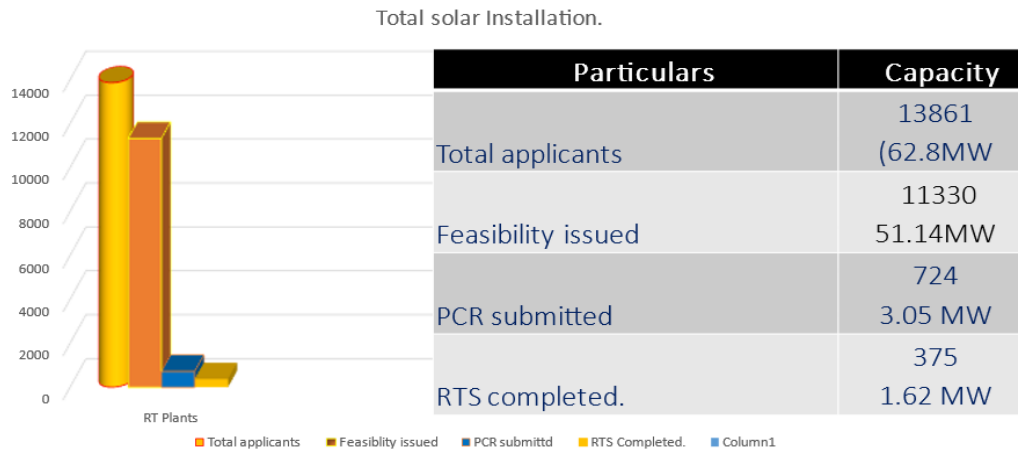 Total solar Installation.
14000
12000
10000
8000
6000
4000
2000
0
RT Plants
Particulars Capacity
Total applicants 13861
(62.8MW
Feasibility issued 11330
51.14MW
PCR submitted 724
3.05 MW
RTS completed. 375
1.62 MW
Total applicants Feasiblity issued PCR submittd RTS Completed. Column1